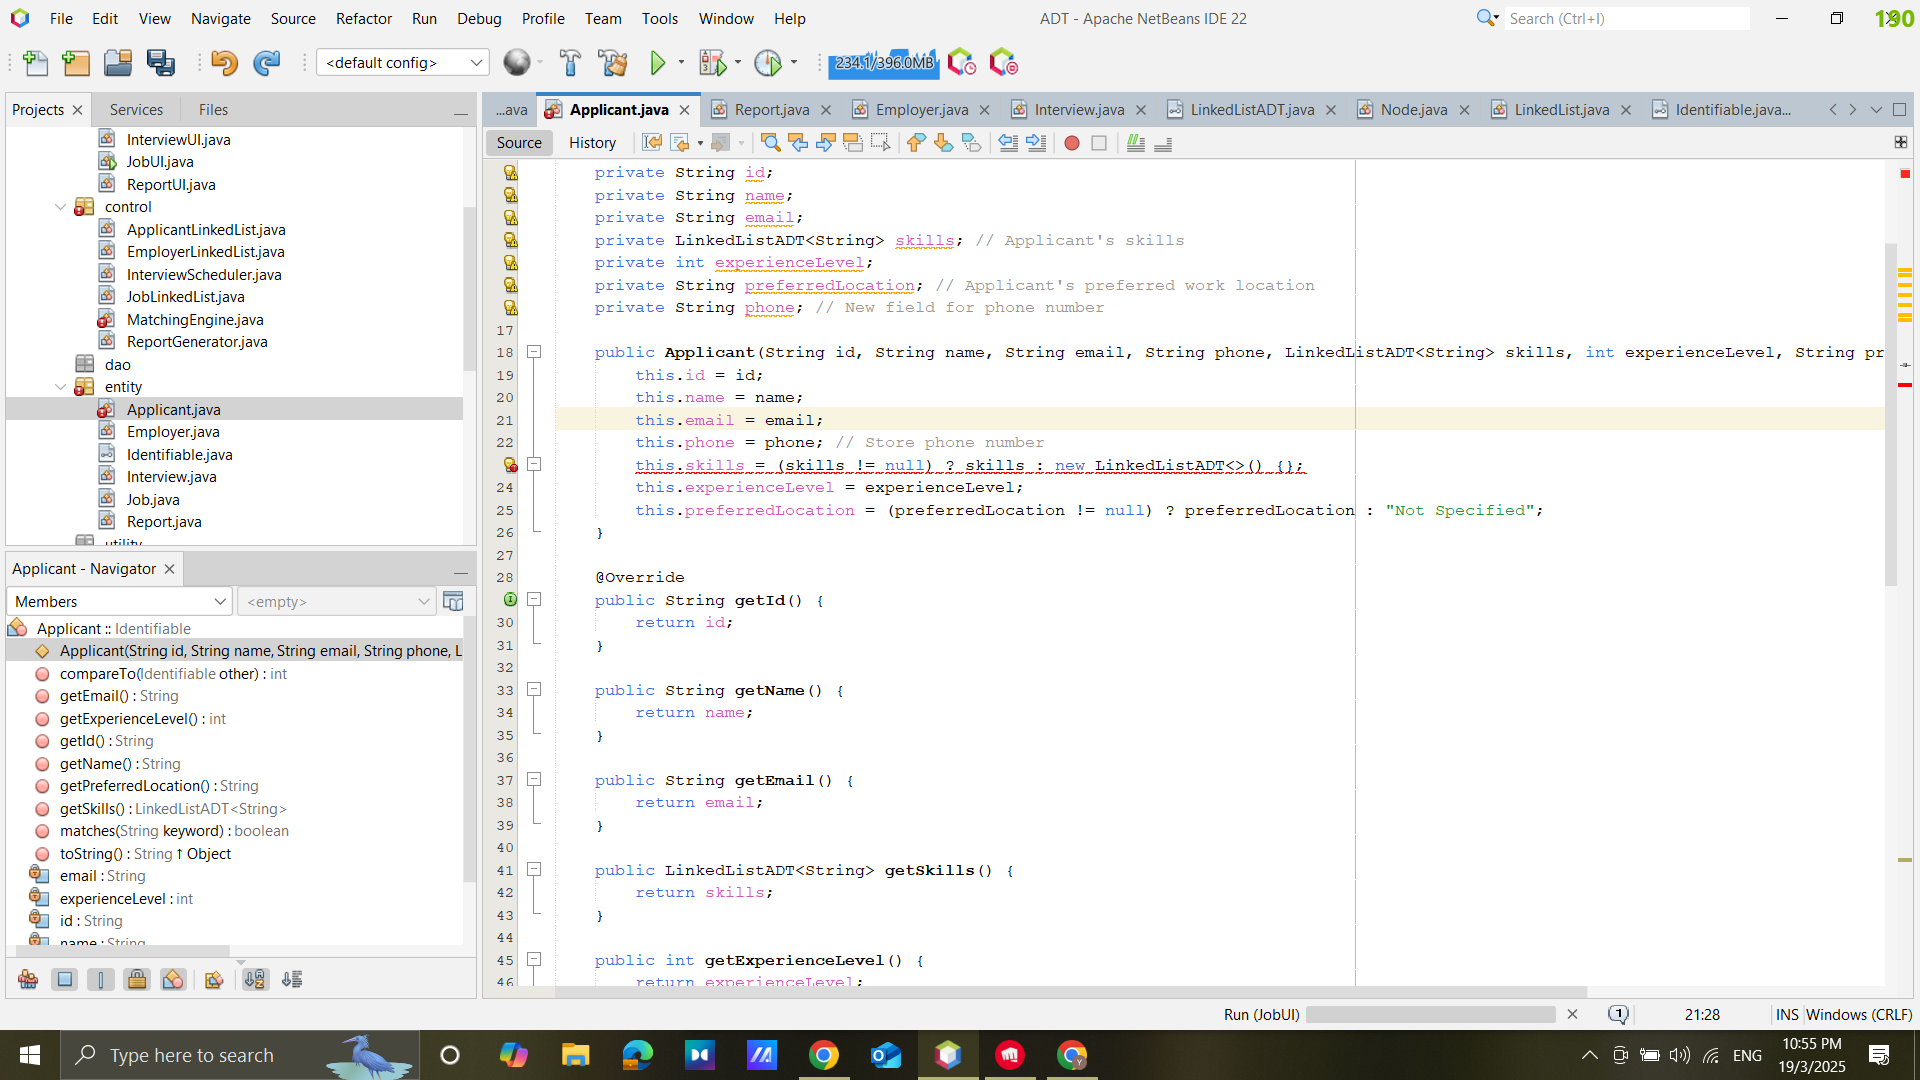 File Edit View Navigate Source Refactor Run Debug Profile Team Tools Window Help
ADT - Apache NetBeans IDE 22
Search (Ctrl+I)
190
<default config>
234.1/396.0MB
Projects Services Files
...ava Applicant.java Report.java Employer.java Interview.java LinkedListADT.java Node.java LinkedList.java Identifiable.java...
Source History
InterviewUI.java
JobUI.java
ReportUI.java
control
ApplicantLinkedList.java
EmployerLinkedList.java
InterviewScheduler.java
JobLinkedList.java
MatchingEngine.java
ReportGenerator.java
dao
entity
Applicant.java
Employer.java
Identifiable.java
Interview.java
Job.java
Report.java
utility
Applicant - Navigator
Members <empty>
Applicant :: Identifiable
Applicant(String id, String name, String email, String phone, L
compareTo(Identifiable other) : int
getEmail() : String
getExperienceLevel() : int
getId() : String
getName() : String
getPreferredLocation() : String
getSkills() : LinkedListADT<String>
matches(String keyword) : boolean
toString() : String ↑ Object
email : String
experienceLevel : int
id : String
name : String
private String id;
private String name;
private String email;
private LinkedListADT<String> skills; // Applicant's skills
private int experienceLevel;
private String preferredLocation; // Applicant's preferred work location
private String phone; // New field for phone number
17
18 public Applicant(String id, String name, String email, String phone, LinkedListADT<String> skills, int experienceLevel, String pr
19 this.id = id;
20 this.name = name;
21 this.email = email;
22 this.phone = phone; // Store phone number
this.skills = (skills != null) ? skills : new LinkedListADT<>() {};
24 this.experienceLevel = experienceLevel;
25 this.preferredLocation = (preferredLocation != null) ? preferredLocation : "Not Specified";
26 }
27
28 @Override
public String getId() {
30 return id;
31 }
32
33 public String getName() {
34 return name;
35 }
36
37 public String getEmail() {
38 return email;
39 }
40
41 public LinkedListADT<String> getSkills() {
42 return skills;
43 }
44
45 public int getExperienceLevel() {
46 return experienceLevel;
Run (JobUI)
1
21:28
INS
Windows (CRLF)
Type here to search
ENG
10:55 PM
19/3/2025